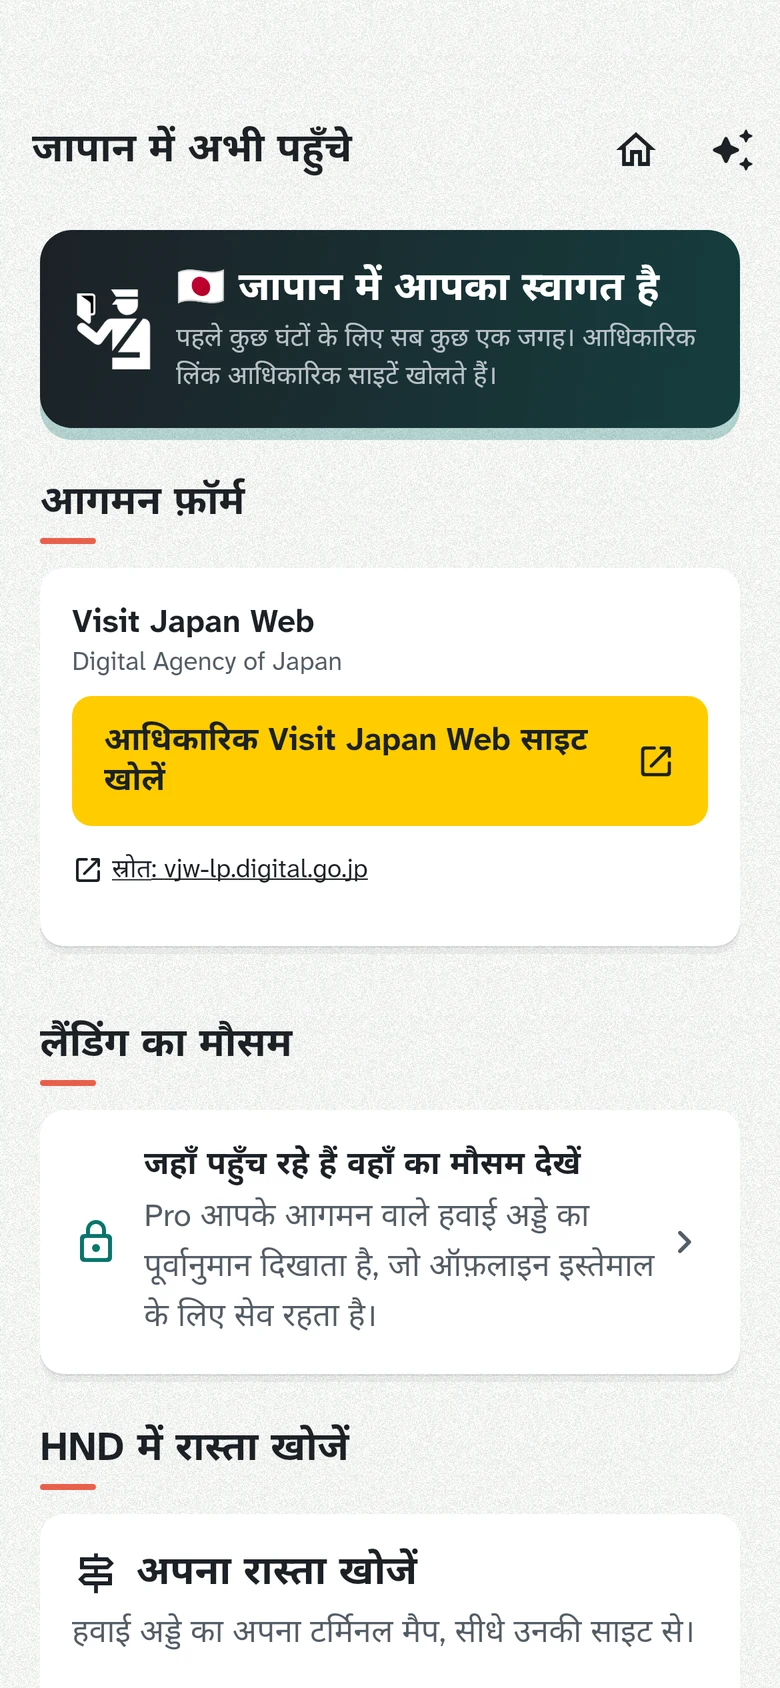 जापान में अभी पहुँचे
🇯🇵 जापान में आपका स्वागत है
पहले कुछ घंटों के लिए सब कुछ एक जगह। आधिकारिक
लिंक आधिकारिक साइटें खोलते हैं।
आगमन फ़ॉर्म
Visit Japan Web
Digital Agency of Japan
आधिकारिक Visit Japan Web साइट
खोलें
स्रोत: vjw-lp.digital.go.jp
लैंडिंग का मौसम
जहाँ पहुँच रहे हैं वहाँ का मौसम देखें
Pro आपके आगमन वाले हवाई अड्डे का
पूर्वानुमान दिखाता है, जो ऑफ़लाइन इस्तेमाल
के लिए सेव रहता है।
HND में रास्ता खोजें
अपना रास्ता खोजें
हवाई अड्डे का अपना टर्मिनल मैप, सीधे उनकी साइट से।